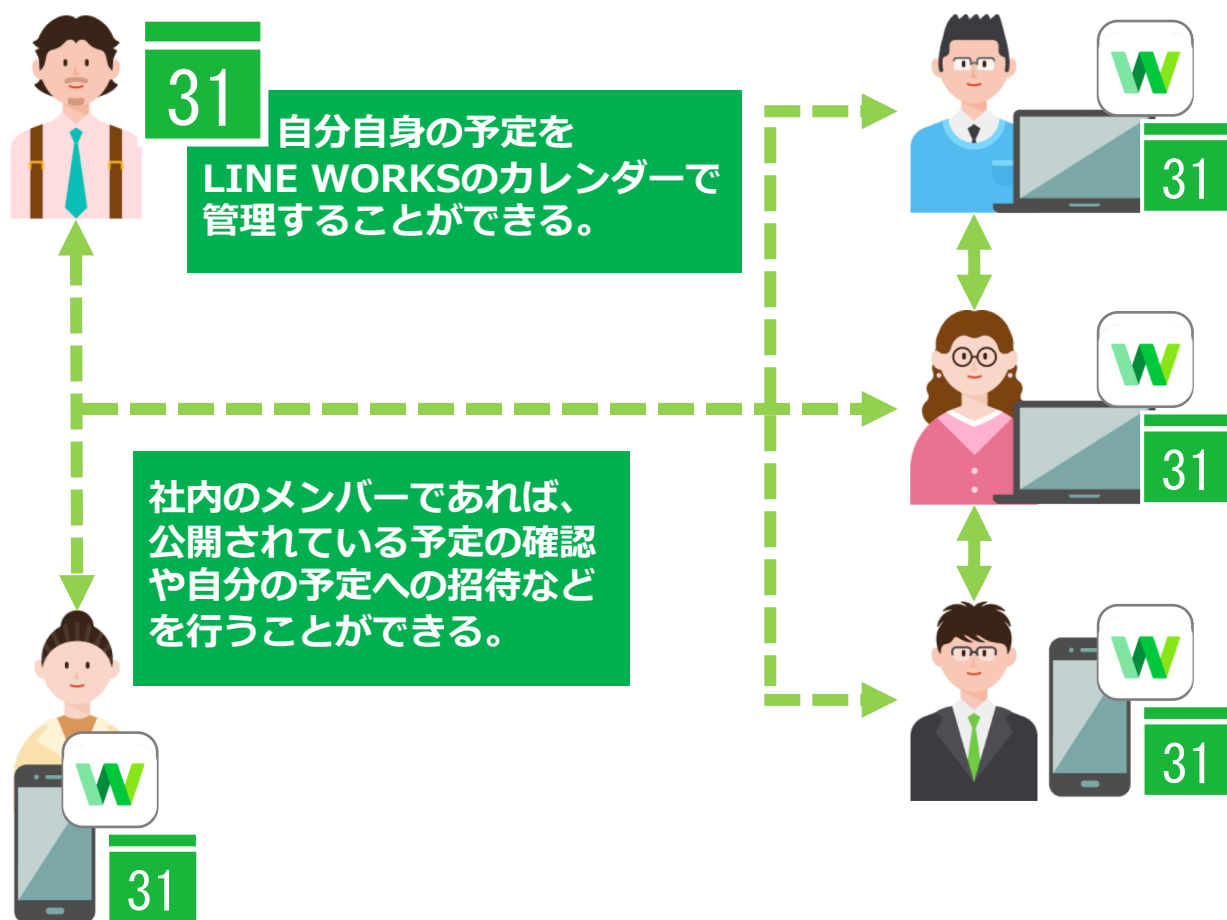 31
自分自身の予定を
LINE WORKSのカレンダーで
管理することができる。
31
31
社内のメンバーであれば、
公開されている予定の確認
や自分の予定への招待など
を行うことができる。
31
31